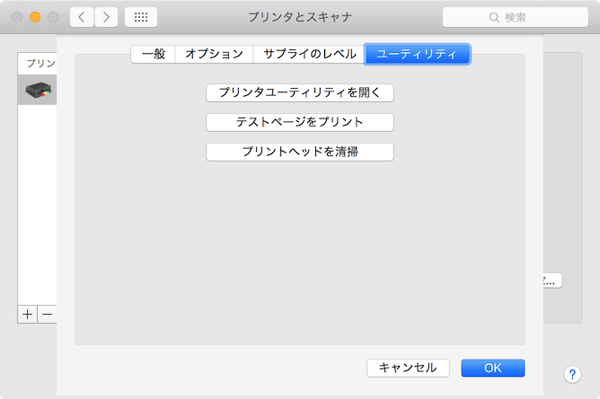 プリンタとスキャナ
検索
プリン
一般 オプション サプライのレベル ユーティリティ
プリンタユーティリティを開く
テストページをプリント
プリントヘッドを清掃
...
+ −
キャンセル OK
?